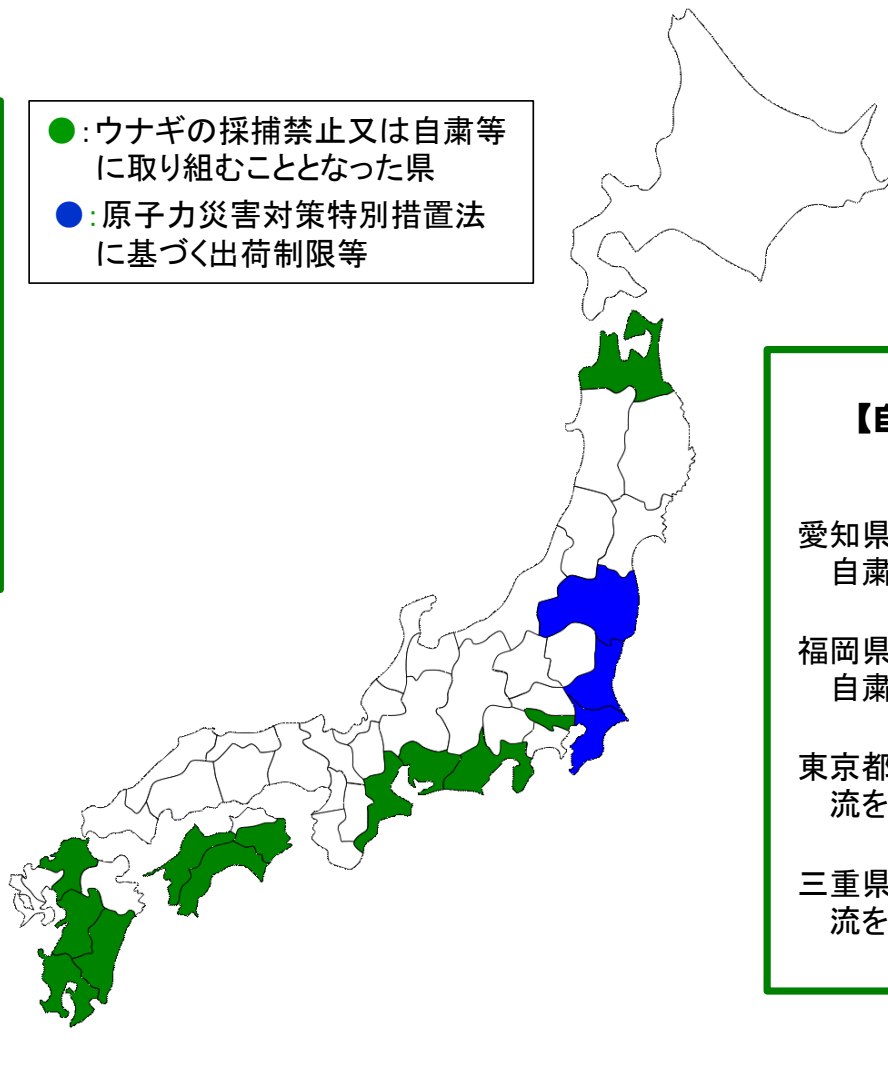 ●:ウナギの採捕禁止又は自粛等
に取り組むこととなった県
●:原子力災害対策特別措置法
に基づく出荷制限等
【自
愛知県
自粛
福岡県
自粛
東京都
流を
三重県
流を